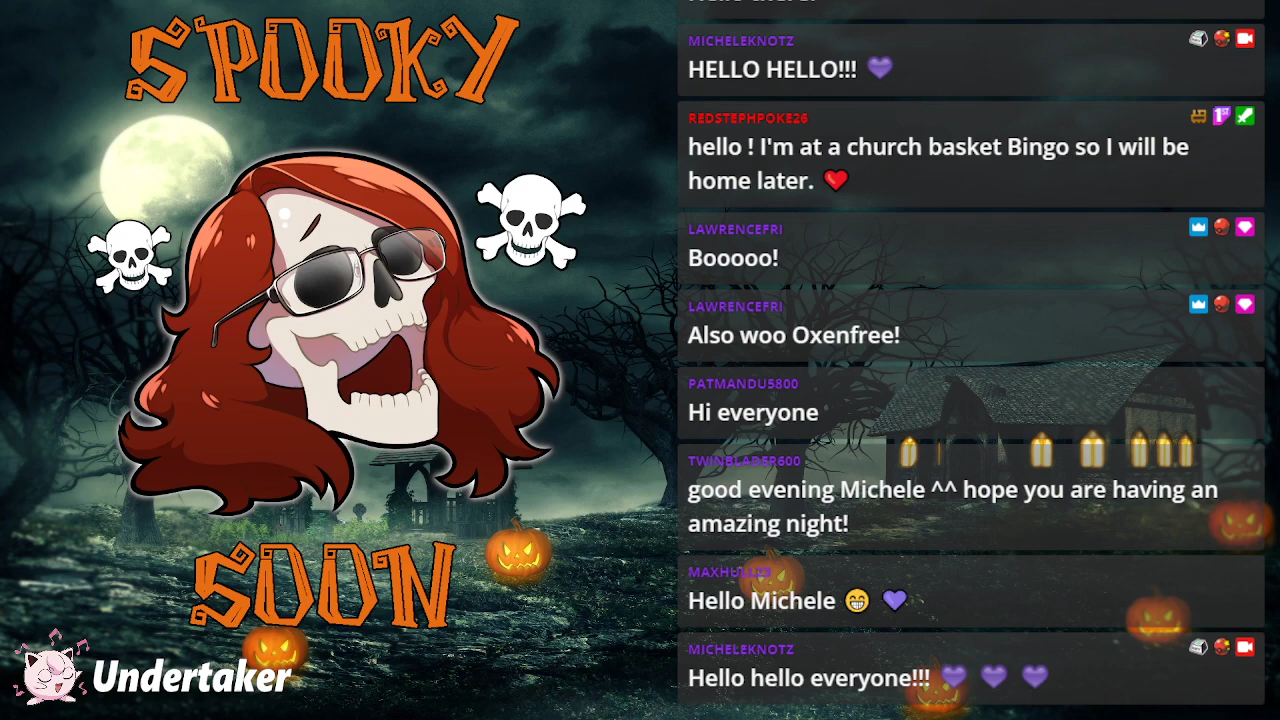 SPOOKY
SOON
Undertaker
MICHELEKNOTZ
HELLO HELLO!!! 💜
REDSTEPHPOKE26
1ST
hello ! I'm at a church basket Bingo so I will be
home later. ❤️
LAWRENCEFRI
Booooo!
LAWRENCEFRI
Also woo Oxenfree!
PATMANDU5800
Hi everyone
TWINBLADER600
good evening Michele ^^ hope you are having an
amazing night!
Hello Michele 😁 💜
MICHELEKNOTZ
Hello hello everyone!!! 💜 💜 💜